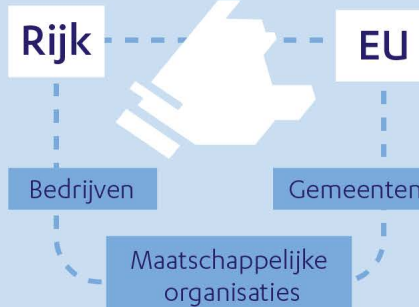 Rijk
EU
Bedrijven
Gemeenten
Maatschappelijke
organisaties